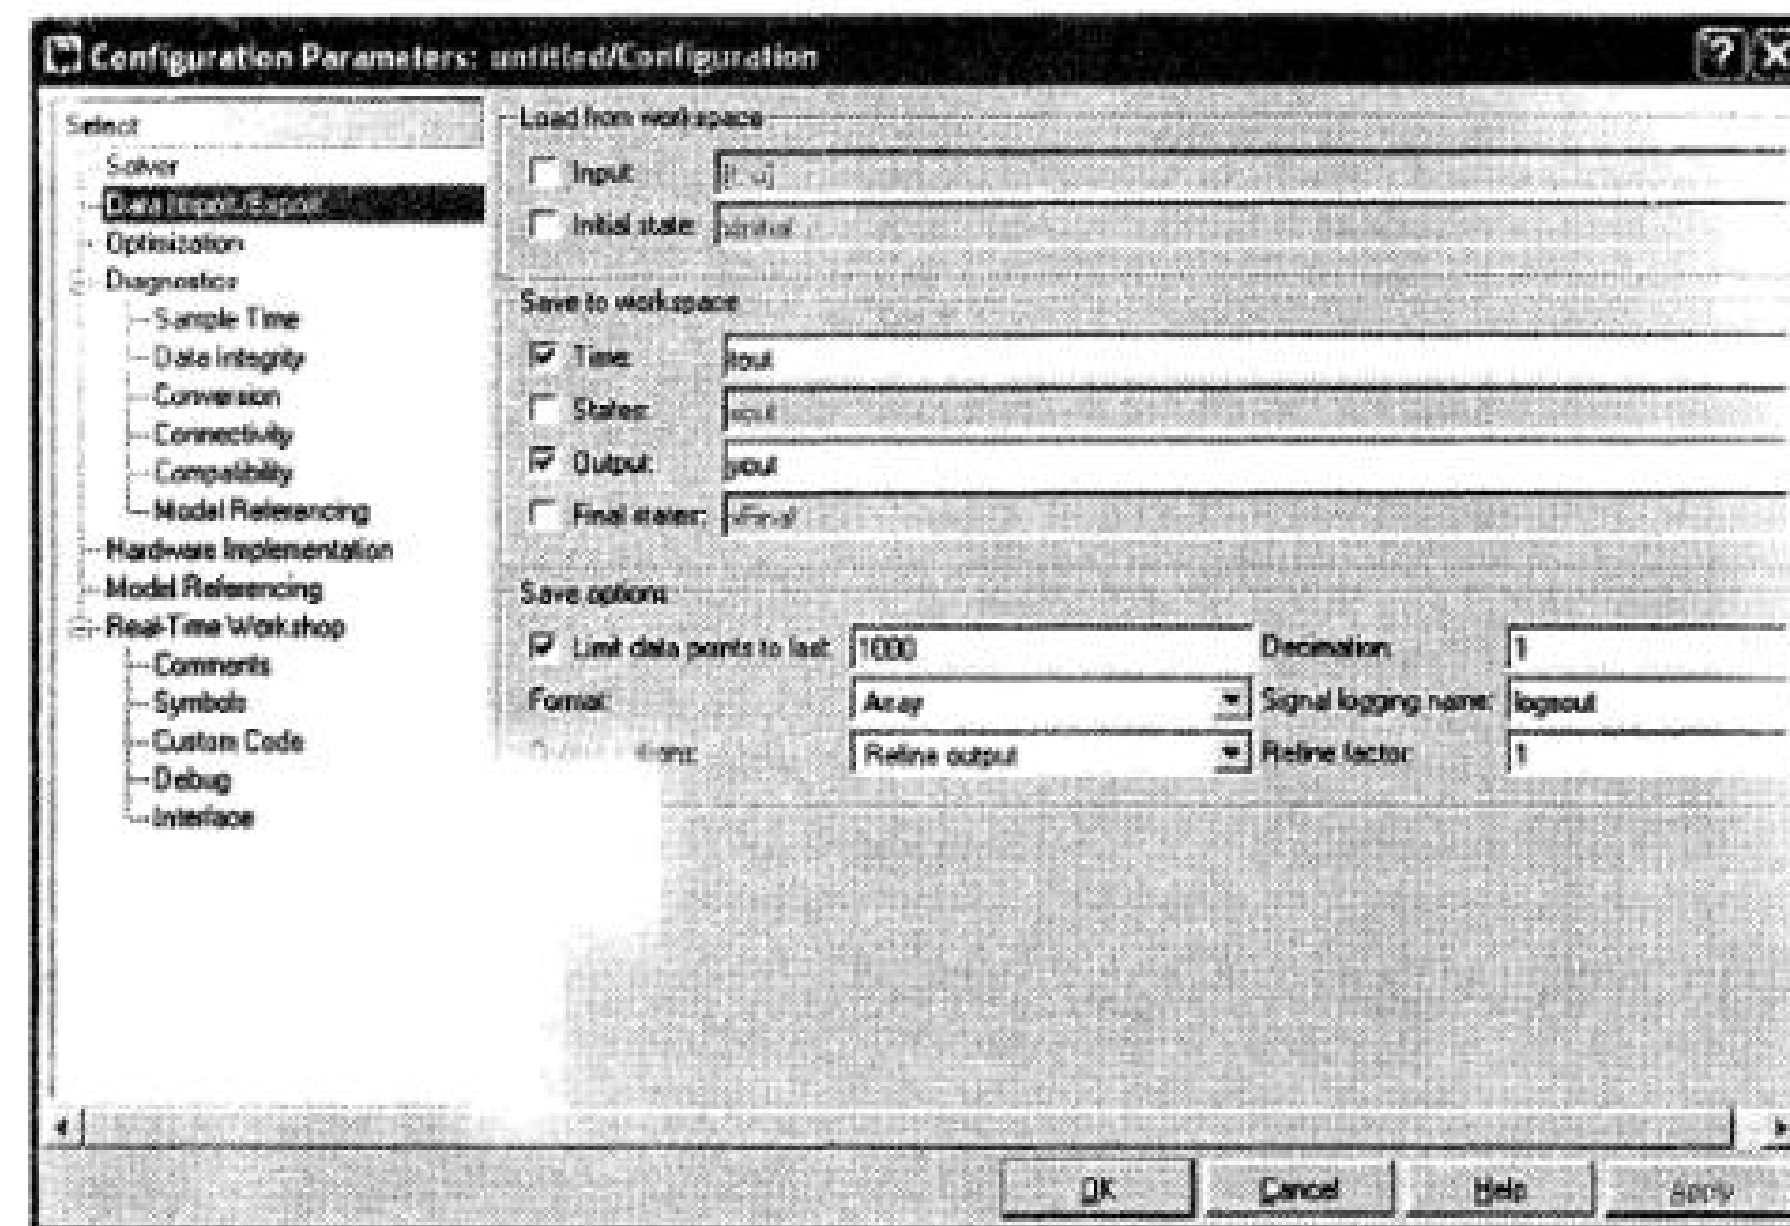 Configuration Parameters: untitled/Configuration
Select
Solver
Data Import/Export
Optimization
Diagnostics
Sample Time
Data Integrity
Conversion
Connectivity
Compatibility
Model Referencing
Hardware Implementation
Model Referencing
Real-Time Workshop
Comments
Symbols
Custom Code
Debug
Interface
Load from workspace
Input: [t, u]
Initial state: xInitial
Save to workspace
Time: tout
States: xout
Output: yout
Final states: xFinal
Save options
Limit data points to last: 1000 Decimation: 1
Format: Array Signal logging name: logsout
Refine output Refine factor: 1
OK Cancel Help Apply